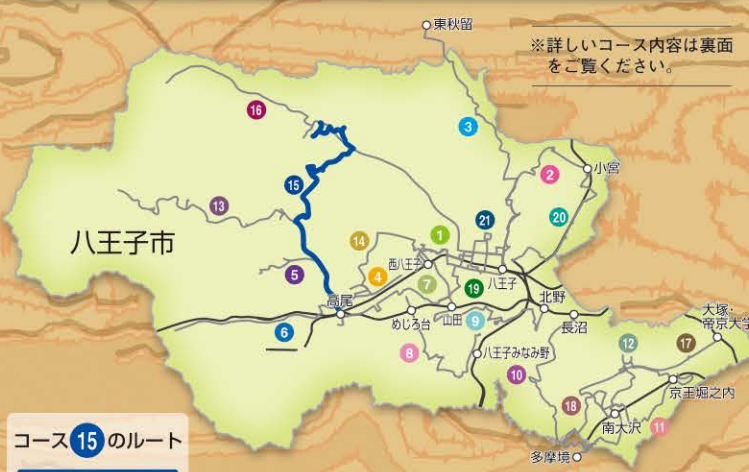 東秋留
※詳しいコース内容は裏面
をご覧ください。
16
3
小宮
2
15
13
20
21
1
14
八王子市
西八王子
八王子
5
4
7
19
高尾
北野
大塚・
帝京大学
6
めじろ台
山田
9
長沼
12
17
8
八王子みなみ野
10
京王堀之内
18
南大沢
11
多摩境
コース15のルート